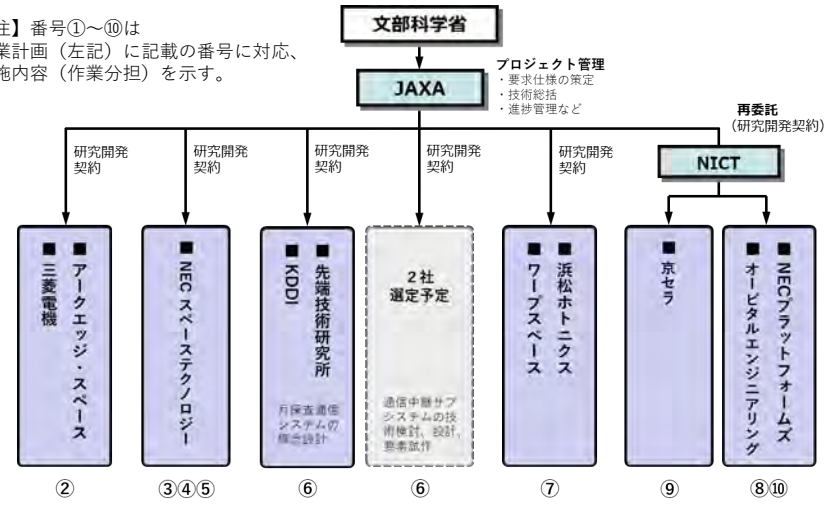 注】番号①～⑩は
業計画（左記）に記載の番号に対応、
施内容（作業分担）を示す。
文部科学省
JAXA
プロジェクト管理
・要求仕様の策定
・技術総括
・進捗管理など
再委託
（研究開発契約）
研究開発
契約
研究開発
契約
研究開発
契約
研究開発
契約
研究開発
契約
NICT
■アークエッジ・スペース
■三菱電機
■NECスペーステクノロジー
■先端技術研究所
■KDDI
月探査通信
システムの
概念設計
2社
選定予定
通信中継サブ
システムの技
術検討、設計、
要素試作
■浜松ホトニクス
■ワープスペース
■京セラ
■NECプラットフォームズ
■オービタルエンジニアリング
②
③④⑤
⑥
⑥
⑦
⑨
⑧⑩